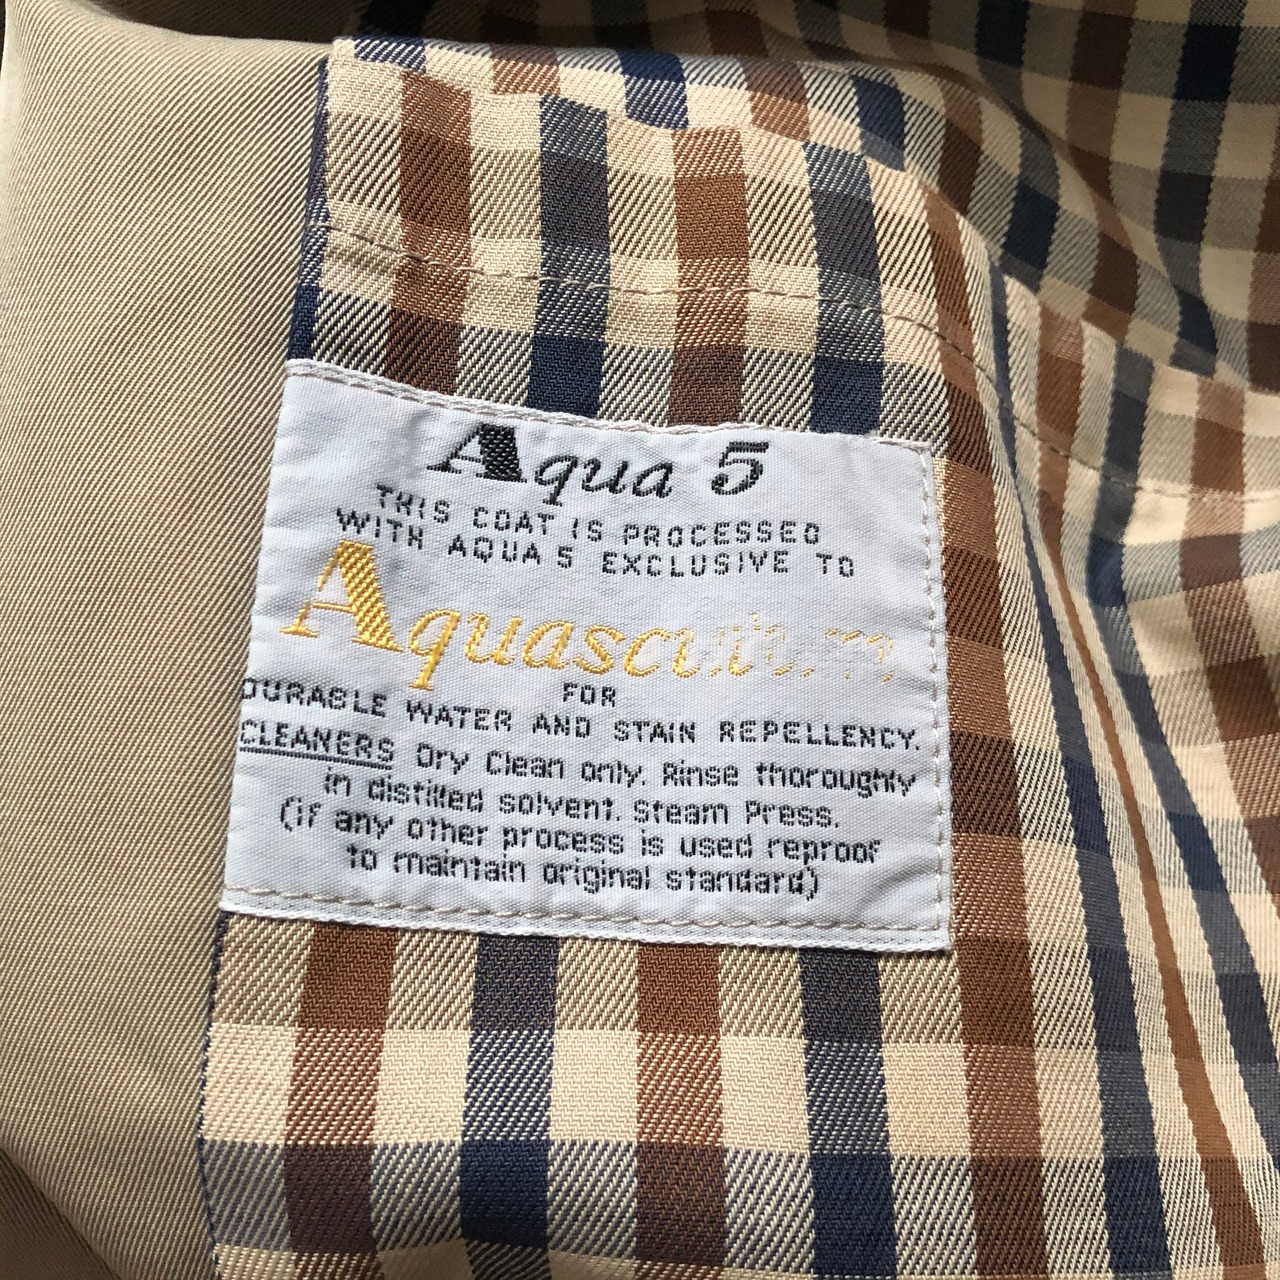 Aqua 5
THIS COAT IS PROCESSED
WITH AQUA 5 EXCLUSIVE TO
Aquascutum
FOR
DURABLE WATER AND STAIN REPELLENCY.
CLEANERS Dry Clean only. Rinse thoroughly
in distilled solvent. Steam Press.
(if any other process is used reproof
to maintain original standard)